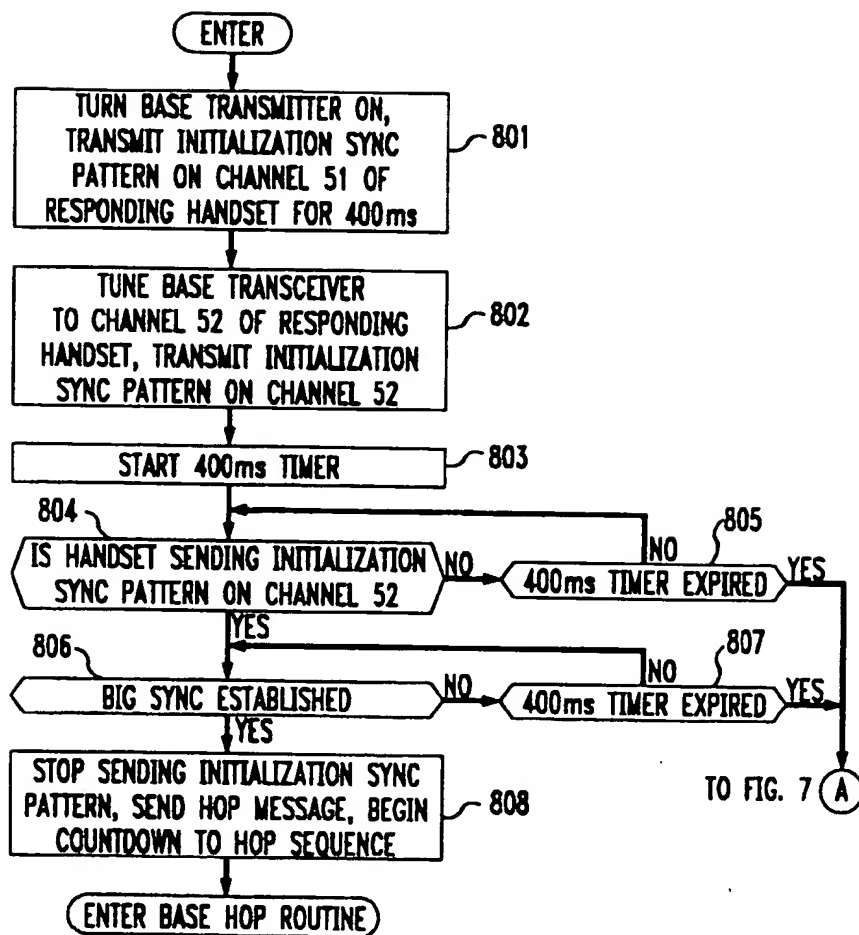 ENTER
TURN BASE TRANSMITTER ON,
TRANSMIT INITIALIZATION SYNC
PATTERN ON CHANNEL 51 OF
RESPONDING HANDSET FOR 400ms
801
TUNE BASE TRANSCEIVER
TO CHANNEL 52 OF RESPONDING
HANDSET, TRANSMIT INITIALIZATION
SYNC PATTERN ON CHANNEL 52
802
START 400ms TIMER
803
804
IS HANDSET SENDING INITIALIZATION
SYNC PATTERN ON CHANNEL 52
NO
YES
805
400ms TIMER EXPIRED
NO
YES
806
BIG SYNC ESTABLISHED
NO
YES
807
400ms TIMER EXPIRED
NO
YES
STOP SENDING INITIALIZATION SYNC
PATTERN, SEND HOP MESSAGE, BEGIN
COUNTDOWN TO HOP SEQUENCE
808
TO FIG. 7 A
ENTER BASE HOP ROUTINE